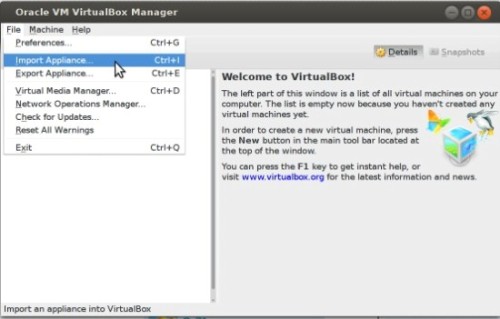 Oracle VM VirtualBox Manager
File Machine Help
Preferences... Ctrl+G
Import Appliance... Ctrl+I
Export Appliance... Ctrl+E
Virtual Media Manager... Ctrl+D
Network Operations Manager...
Check for Updates...
Reset All Warnings
Exit Ctrl+Q
Details Snapshots
Welcome to VirtualBox!
The left part of this window is a list of all virtual machines on your
computer. The list is empty now because you haven't created any
virtual machines yet.
In order to create a new virtual machine, press
the New button in the main tool bar located at
the top of the window.
You can press the F1 key to get instant help, or
visit www.virtualbox.org for the latest information and news.
Import an appliance into VirtualBox